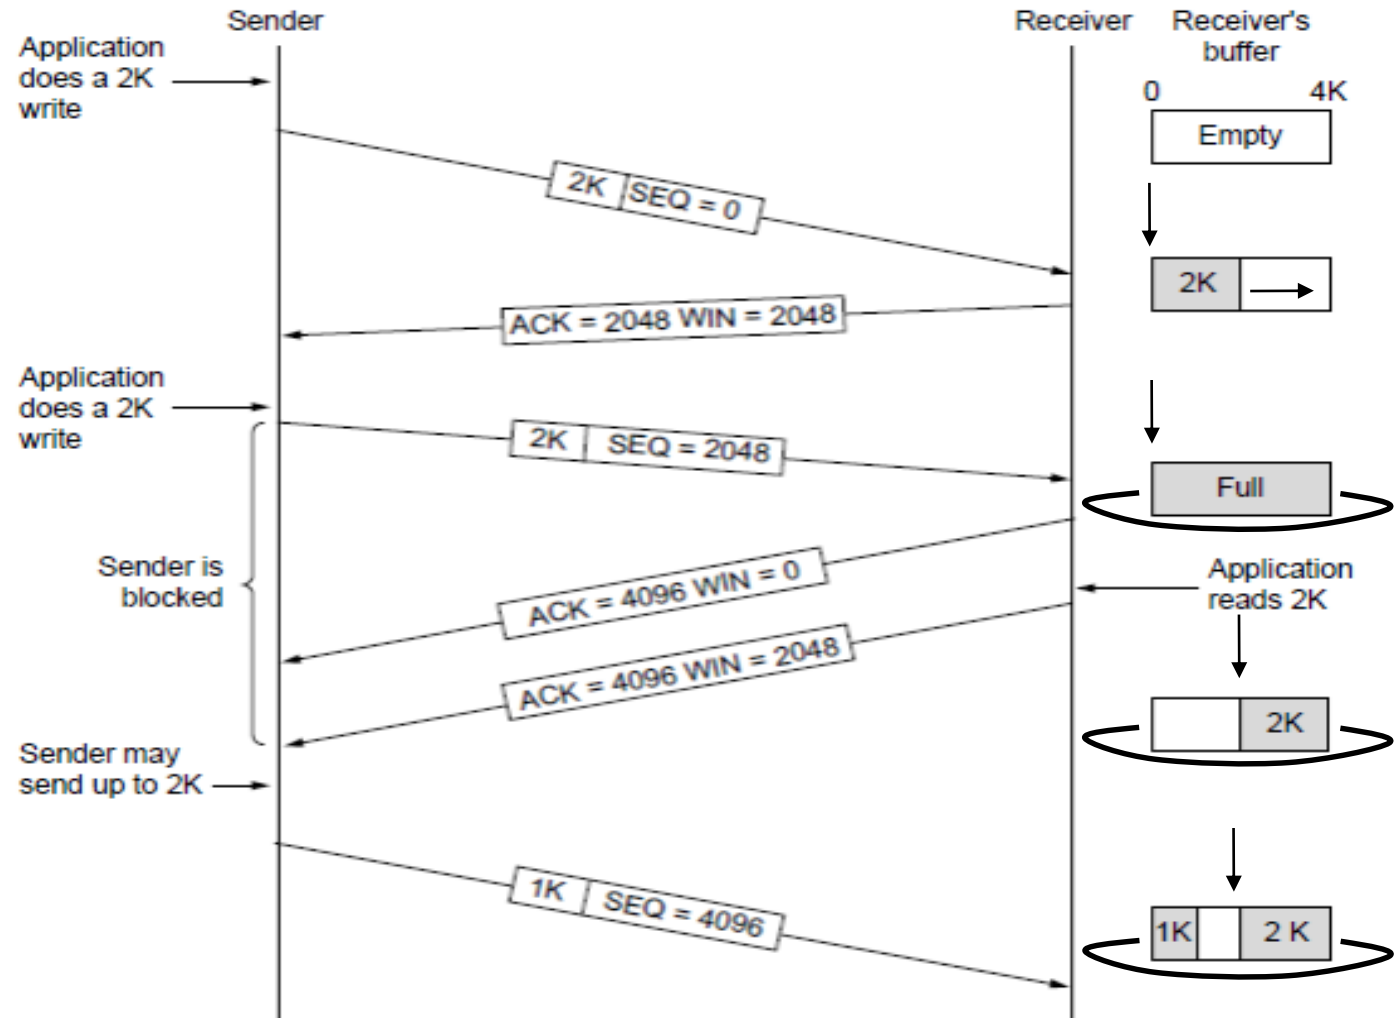 Sender
Receiver
Receiver's
buffer
Application
does a 2K
write
0
4K
Empty
2K
SEQ = 0
2K
ACK = 2048 WIN = 2048
Application
does a 2K
write
2K
SEQ = 2048
Full
Sender is
blocked
ACK = 4096 WIN = 0
Application
reads 2K
ACK = 4096 WIN = 2048
2K
Sender may
send up to 2K
1K
SEQ = 4096
1K
2 K